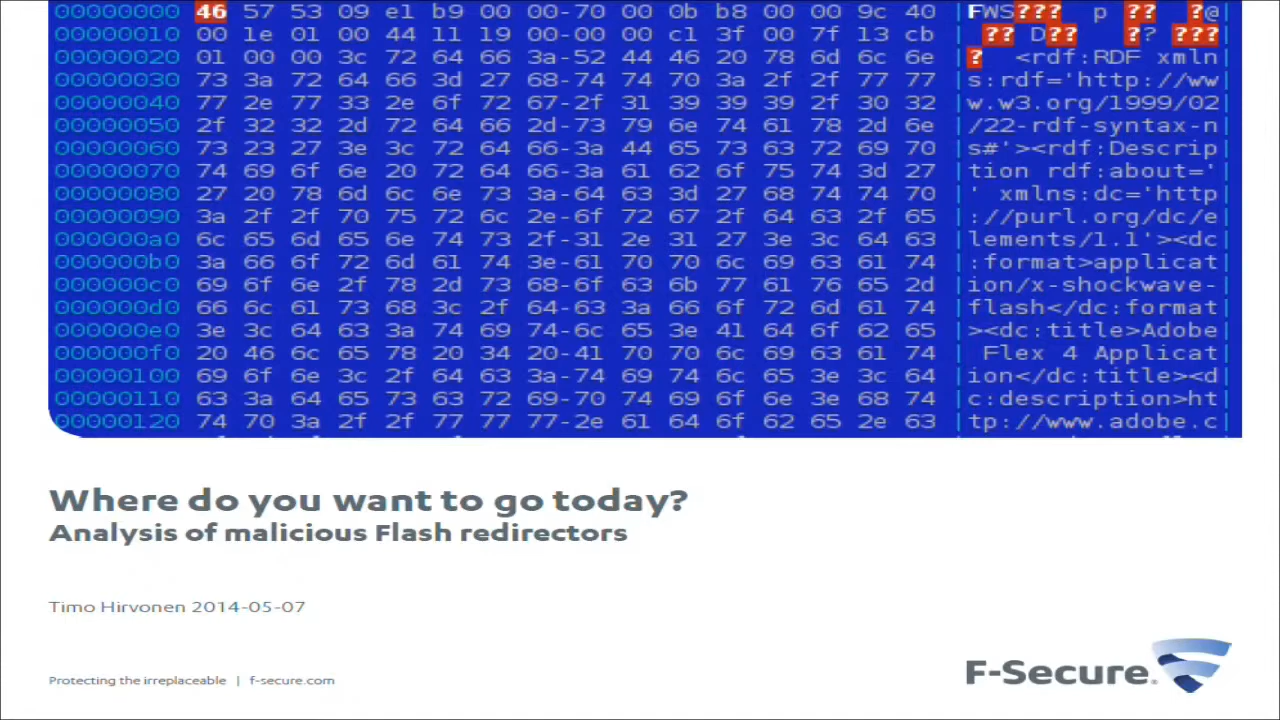 00000000 46 57 53 09 e1 b9 00 00-70 00 0b b8 00 00 9c 40 |FWS??? p ?? ?@
00000010 00 1e 01 00 44 11 19 00-00 00 c1 3f 00 7f 13 cb | ?? D?? ?? ???|
00000020 01 00 00 3c 72 64 66 3a-52 44 46 20 78 6d 6c 6e |? <rdf:RDF xmln|
00000030 73 3a 72 64 66 3d 27 68-74 74 70 3a 2f 2f 77 77 |s:rdf='http://ww|
00000040 77 2e 77 33 2e 6f 72 67-2f 31 39 39 39 2f 30 32 |w.w3.org/1999/02|
00000050 2f 32 32 2d 72 64 66 2d-73 79 6e 74 61 78 2d 6e |/22-rdf-syntax-n|
00000060 73 23 27 3e 3c 72 64 66-3a 44 65 73 63 72 69 70 |s#'><rdf:Descrip|
00000070 74 69 6f 6e 20 72 64 66-3a 61 62 6f 75 74 3d 27 |tion rdf:about='|
00000080 27 20 78 6d 6c 6e 73 3a-64 63 3d 27 68 74 74 70 |' xmlns:dc='http|
00000090 3a 2f 2f 70 75 72 6c 2e-6f 72 67 2f 64 63 2f 65 |://purl.org/dc/e|
000000a0 6c 65 6d 65 6e 74 73 2f-31 2e 31 27 3e 3c 64 63 |lements/1.1'><dc|
000000b0 3a 66 6f 72 6d 61 74 3e-61 70 70 6c 69 63 61 74 |:format>applicat|
000000c0 69 6f 6e 2f 78 2d 73 68-6f 63 6b 77 61 76 65 2d |ion/x-shockwave-|
000000d0 66 6c 61 73 68 3c 2f 64-63 3a 66 6f 72 6d 61 74 |flash</dc:format|
000000e0 3e 3c 64 63 3a 74 69 74-6c 65 3e 41 64 6f 62 65 |><dc:title>Adobe|
000000f0 20 46 6c 65 78 20 34 20-41 70 70 6c 69 63 61 74 | Flex 4 Applicat|
00000100 69 6f 6e 3c 2f 64 63 3a-74 69 74 6c 65 3e 3c 64 |ion</dc:title><d|
00000110 63 3a 64 65 73 63 72 69-70 74 69 6f 6e 3e 68 74 |c:description>ht|
00000120 74 70 3a 2f 2f 77 77 77-2e 61 64 6f 62 65 2e 63 |tp://www.adobe.c|
Where do you want to go today?
Analysis of malicious Flash redirectors
Timo Hirvonen 2014-05-07
Protecting the irreplaceable | f-secure.com
F-Secure.